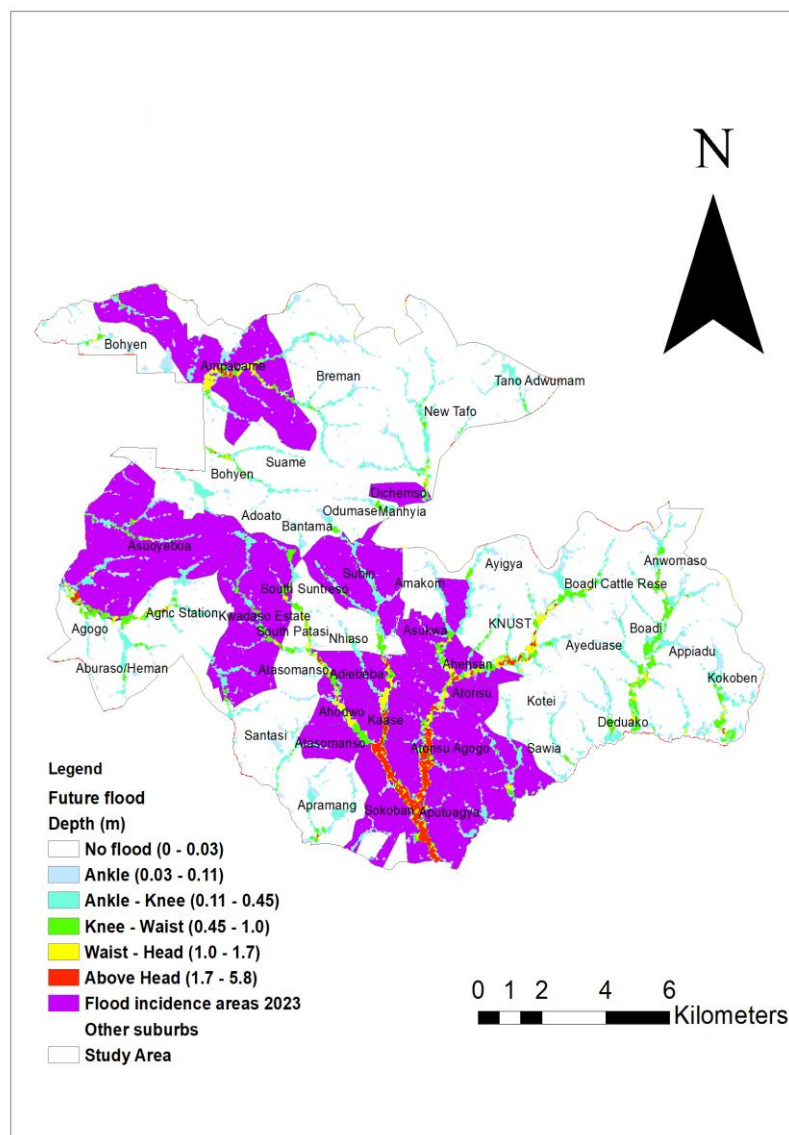 N
Bohyen
Ampabame
Breman
Tano Adwumam
New Tafo
Suame
Bohyen
Dichemso
Adoato
Odumase
Manhyia
Bantama
Asuoyeboa
Subin
Amakom
Ayigya
Anwomaso
Boadi Cattle Rese
South Suntreso
Agric Station
Kwadaso Estate
Agogo
South Patasi
Nhiaso
Asukwa
KNUST
Boadi
Ayeduase
Appiadu
Aburaso/Heman
Atasomanso
Adiebeba
Ahensan
Kokoben
Atonsu
Kotei
Ahodwo
Kaase
Deduako
Santasi
Atasomanso
Atonsu Agogo
Sawia
Apramang
Sokoban
Aputuagya
Legend
Future flood
Depth (m)
No flood (0 - 0.03)
Ankle (0.03 - 0.11)
Ankle - Knee (0.11 - 0.45)
Knee - Waist (0.45 - 1.0)
Waist - Head (1.0 - 1.7)
Above Head (1.7 - 5.8)
Flood incidence areas 2023
Other suburbs
Study Area
0 1 2 4 6
Kilometers